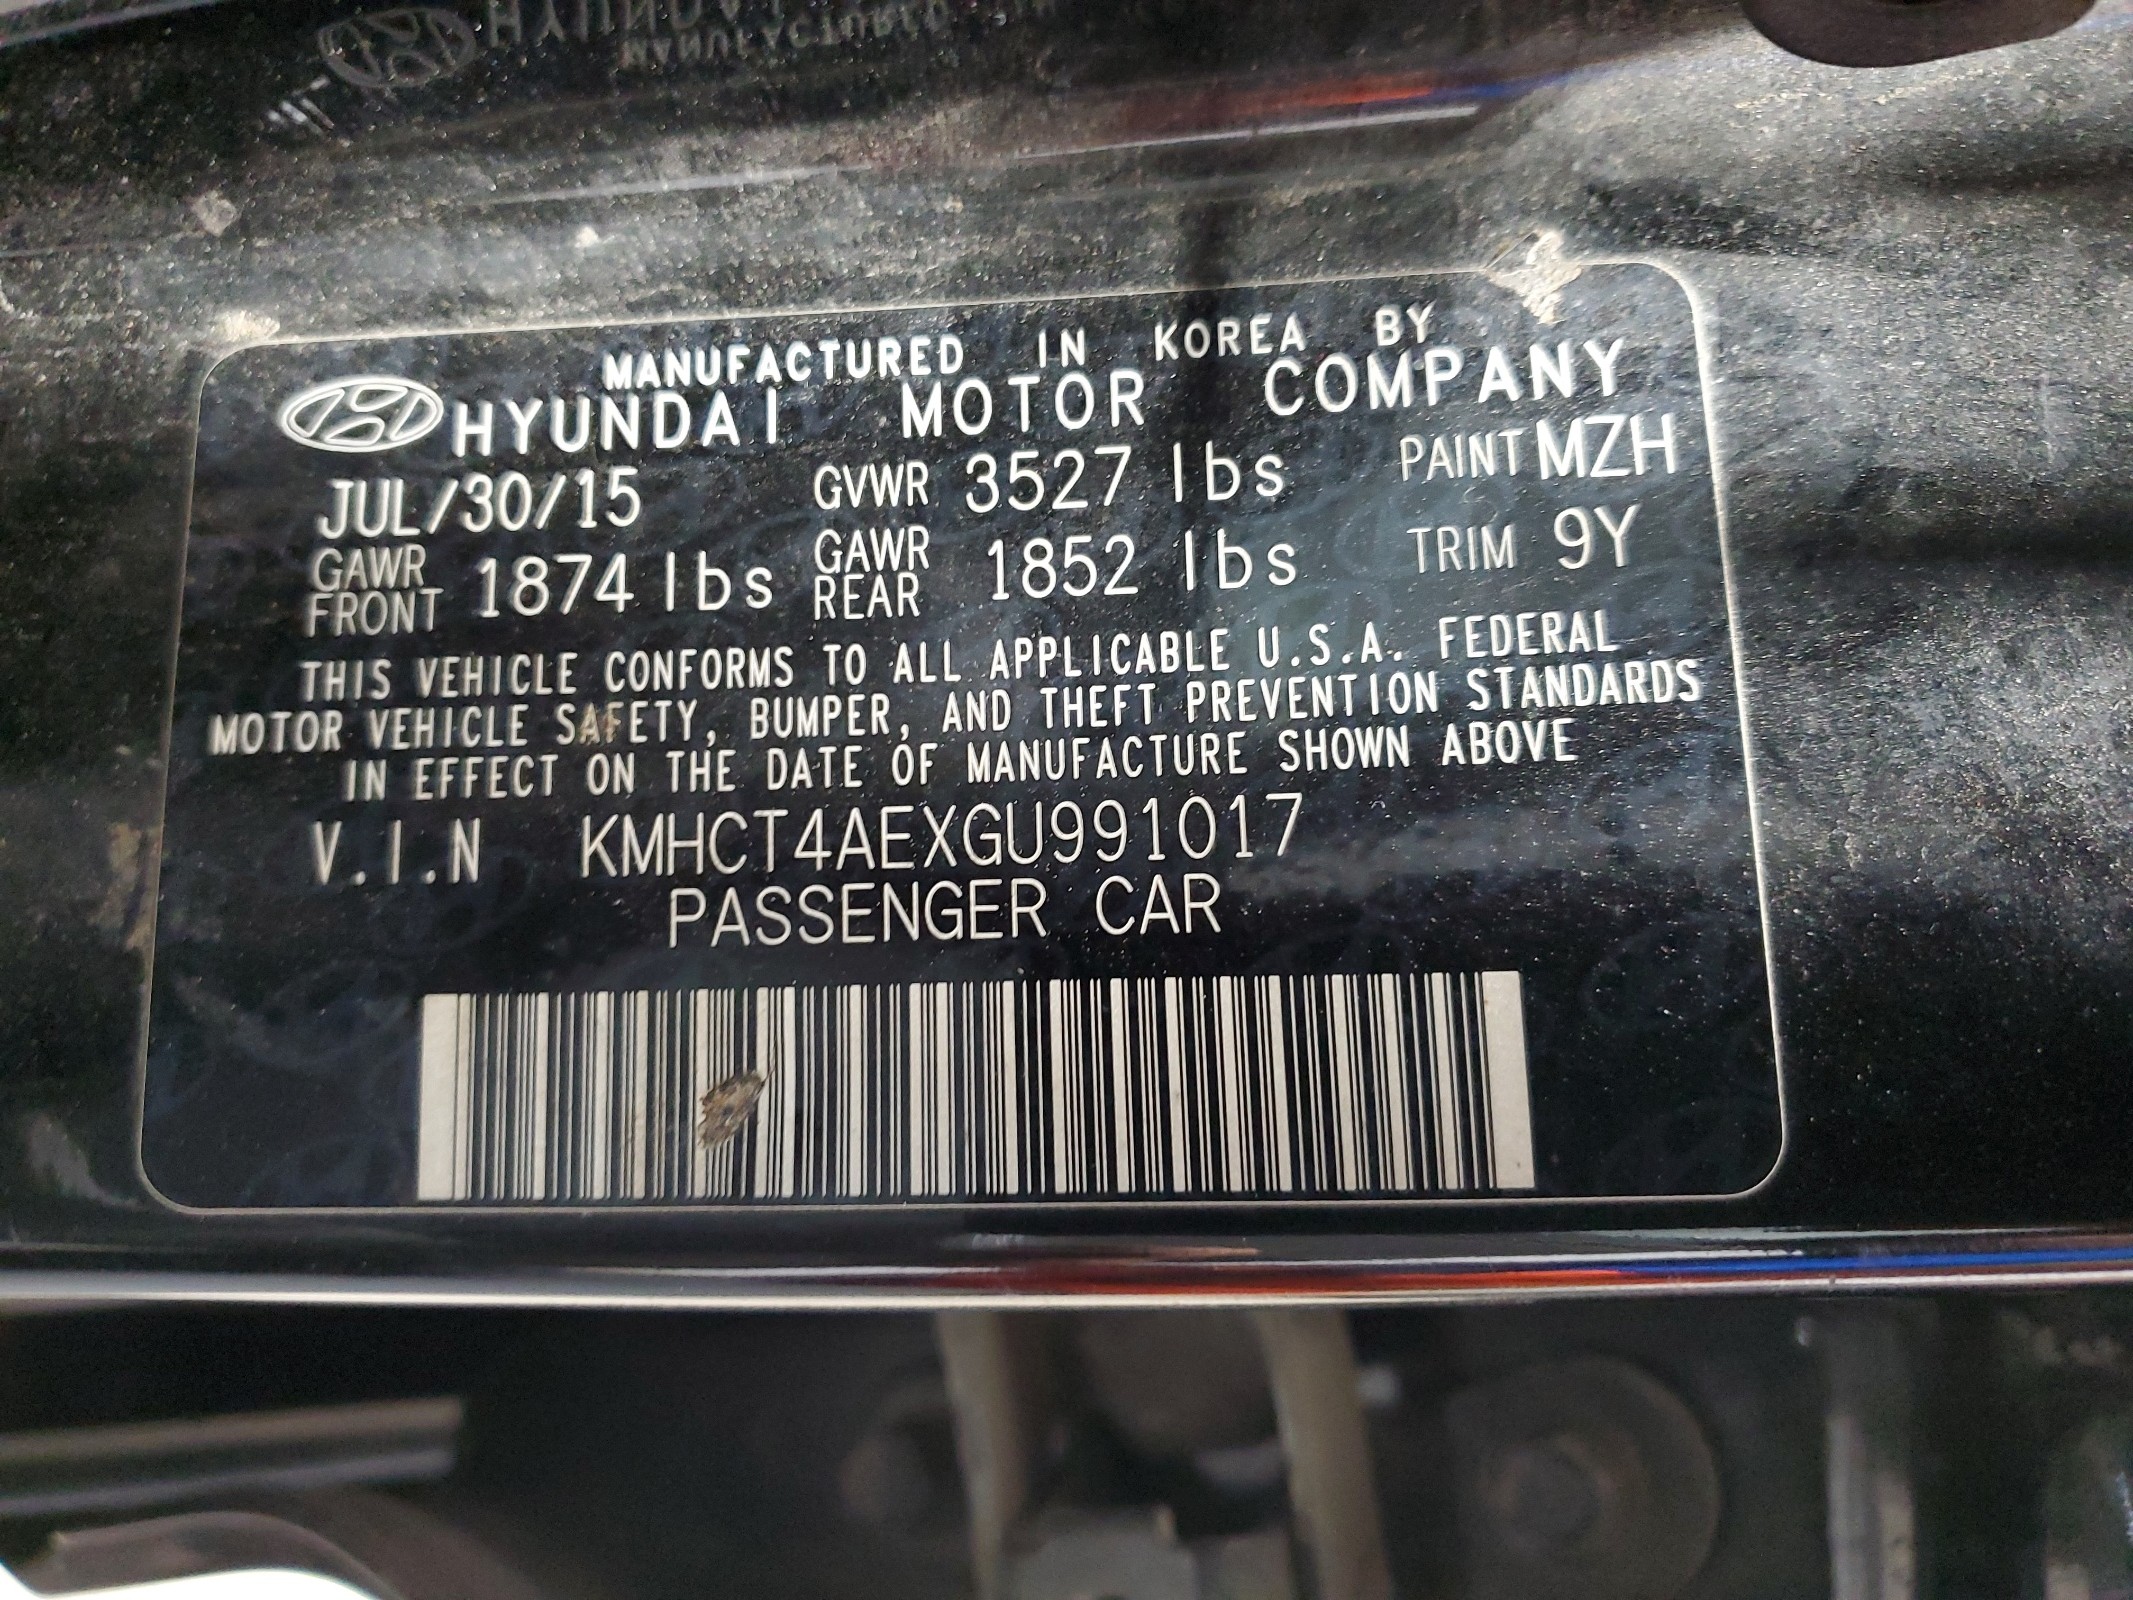 MANUFACTURED IN KOREA BY
HYUNDAI MOTOR COMPANY
JUL/30/15 GVWR 3527 lbs PAINT MZH
GAWR FRONT 1874 lbs GAWR REAR 1852 lbs TRIM 9Y
THIS VEHICLE CONFORMS TO ALL APPLICABLE U.S.A. FEDERAL
MOTOR VEHICLE SAFETY, BUMPER, AND THEFT PREVENTION STANDARDS
IN EFFECT ON THE DATE OF MANUFACTURE SHOWN ABOVE
V.I.N KMHCT4AEXGU991017
PASSENGER CAR